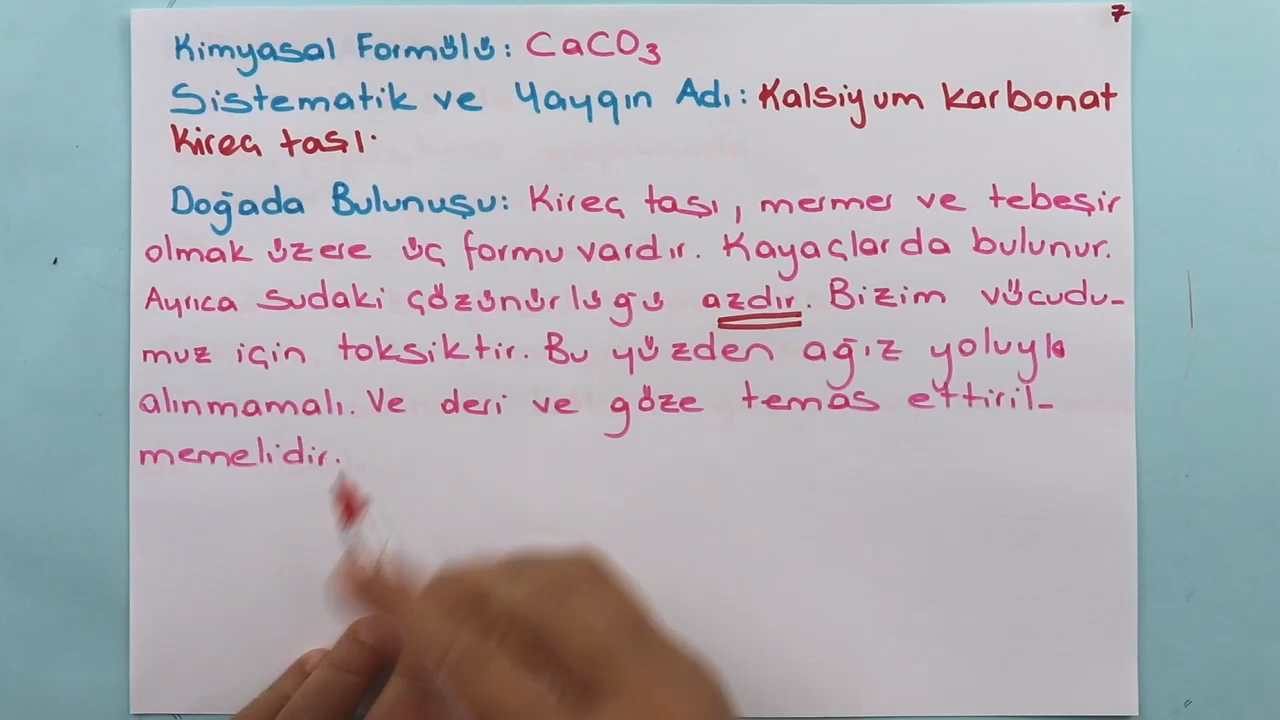 7
Kimyasal Formülü: CaCO₃
Sistematik ve Yaygın Adı: Kalsiyum karbonat
Kireç taşı.
Doğada Bulunuşu: Kireç taşı, mermer ve tebeşir
olmak üzere üç formu vardır. Kayaçlarda bulunur.
Ayrıca sudaki çözünürlüğü azdır. Bizim vücudu-
muz için toksiktir. Bu yüzden ağız yoluyla
alınmamalı. Ve deri ve göze temas ettiril-
memelidir.